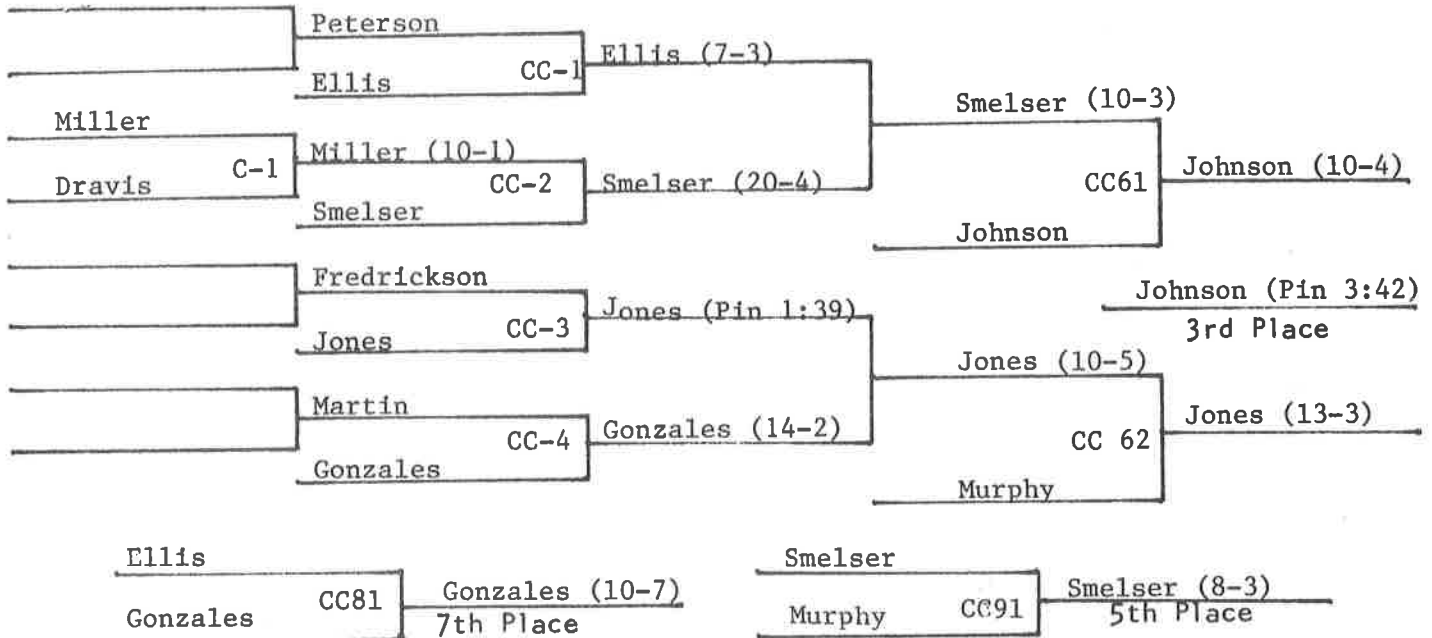 Peterson
CC-1
Ellis (7-3)
Ellis
Smelser (10-3)
Miller
C-1
Miller (10-1)
Dravis
CC-2
Smelser (20-4)
CC61
Johnson (10-4)
Smelser
Johnson
Fredrickson
Jones (Pin 1:39)
Johnson (Pin 3:42)
CC-3
3rd Place
Jones
Jones (10-5)
Martin
CC-4
Gonzales (14-2)
CC 62
Jones (13-3)
Gonzales
Murphy
Ellis
CC81
Gonzales (10-7)
Gonzales
7th Place
Smelser
CC91
Smelser (8-3)
Murphy
5th Place